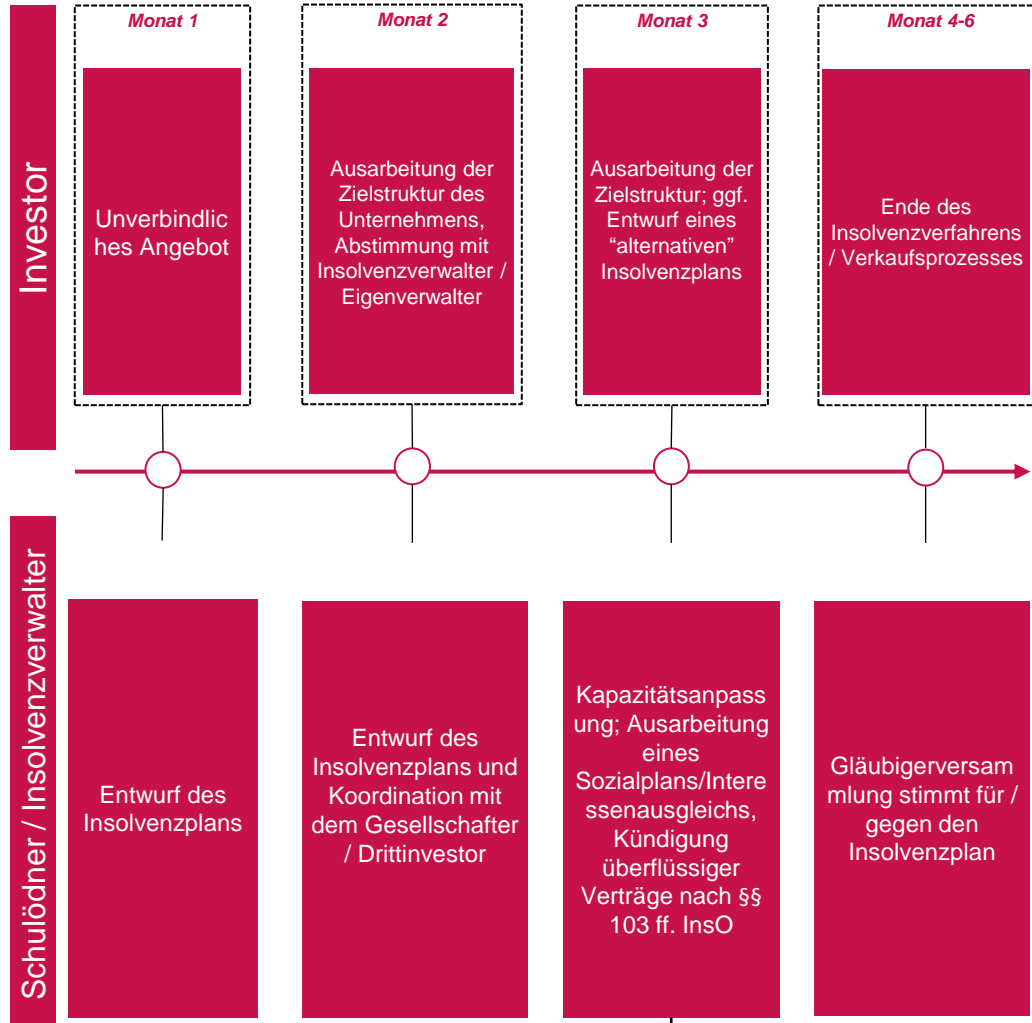 Investor
Monat 1
Unverbindlic
hes Angebot
Monat 2
Ausarbeitung der
Zielstruktur des
Unternehmens,
Abstimmung mit
Insolvenzverwalter /
Eigenverwalter
Monat 3
Ausarbeitung der
Zielstruktur; ggf.
Entwurf eines
“alternativen”
Insolvenzplans
Monat 4-6
Ende des
Insolvenzverfahrens
/ Verkaufsprozesses
Schulödner / Insolvenzverwalter
Entwurf des
Insolvenzplans
Entwurf des
Insolvenzplans und
Koordination mit
dem Gesellschafter
/ Drittinvestor
Kapazitätsanpass
ung; Ausarbeitung
eines
Sozialplans/Intere
ssenausgleichs,
Kündigung
überflüssiger
Verträge nach §§
103 ff. InsO
Gläubigerversam
mlung stimmt für /
gegen den
Insolvenzplan